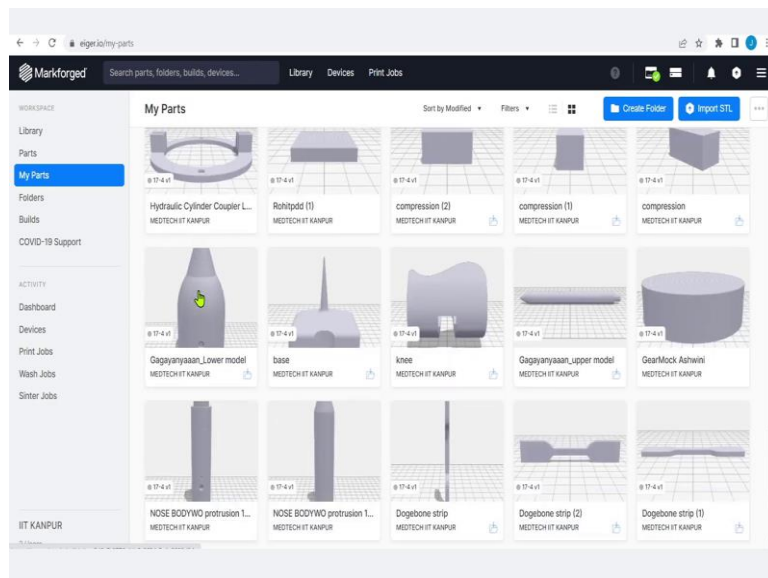 eiger.io/my-parts
Markforged
Search parts, folders, builds, devices...
Library Devices Print Jobs
WORKSPACE
Library
Parts
My Parts
Folders
Builds
COVID-19 Support
ACTIVITY
Dashboard
Devices
Print Jobs
Wash Jobs
Sinter Jobs
IIT KANPUR
My Parts
Sort by Modified
Filters
Create Folder
Import STL
17-4 v1
Hydraulic Cylinder Coupler L...
MEDTECH IIT KANPUR
17-4 v1
Rohitpdd (1)
MEDTECH IIT KANPUR
17-4 v1
compression (2)
MEDTECH IIT KANPUR
17-4 v1
compression (1)
MEDTECH IIT KANPUR
17-4 v1
compression
MEDTECH IIT KANPUR
17-4 v1
Gagayanyaaan_Lower model
MEDTECH IIT KANPUR
17-4 v1
base
MEDTECH IIT KANPUR
17-4 v1
knee
MEDTECH IIT KANPUR
17-4 v1
Gagayanyaaan_upper model
MEDTECH IIT KANPUR
17-4 v1
GearMock Ashwini
MEDTECH IIT KANPUR
17-4 v1
NOSE BODYWO protrusion 1...
MEDTECH IIT KANPUR
17-4 v1
NOSE BODYWO protrusion 1...
MEDTECH IIT KANPUR
17-4 v1
Dogebone strip
MEDTECH IIT KANPUR
17-4 v1
Dogebone strip (2)
MEDTECH IIT KANPUR
17-4 v1
Dogebone strip (1)
MEDTECH IIT KANPUR